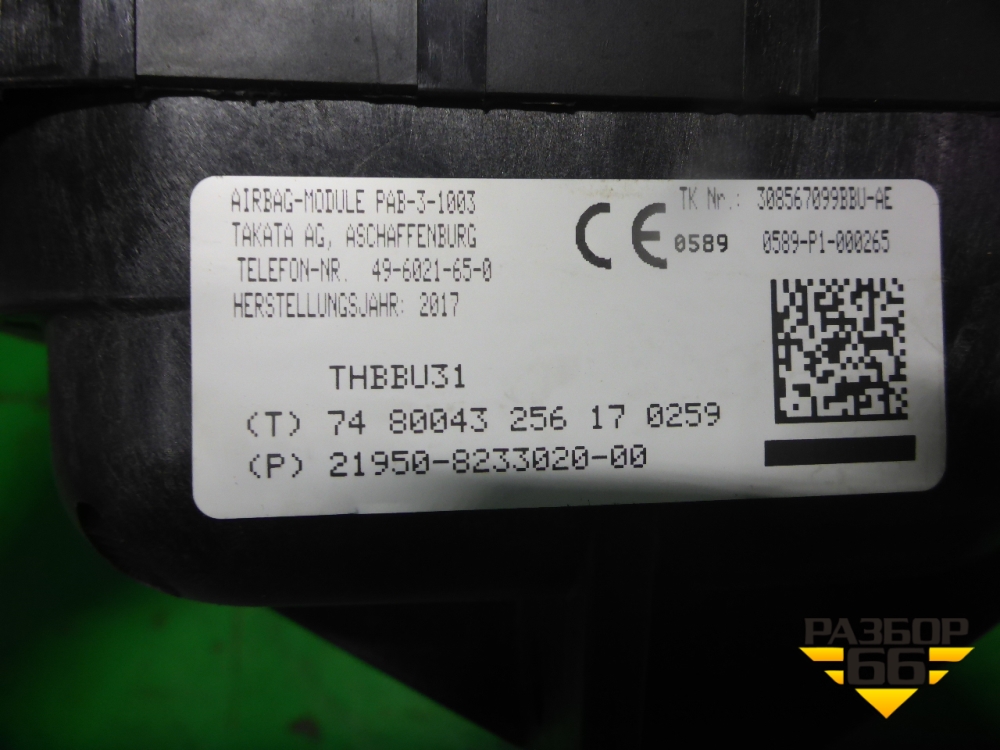 AIRBAG-MODULE PAB-3-1003
TAKATA AG, ASCHAFFENBURG
TELEFON-NR. 49-6021-65-0
HERSTELLUNGSJAHR: 2017
CE 0589
TK Nr.: 308567099BBU-AE
0589-P1-000265
THBBU31
(T) 74 80043 256 17 0259
(P) 21950-8233020-00
РАЗБОР
66